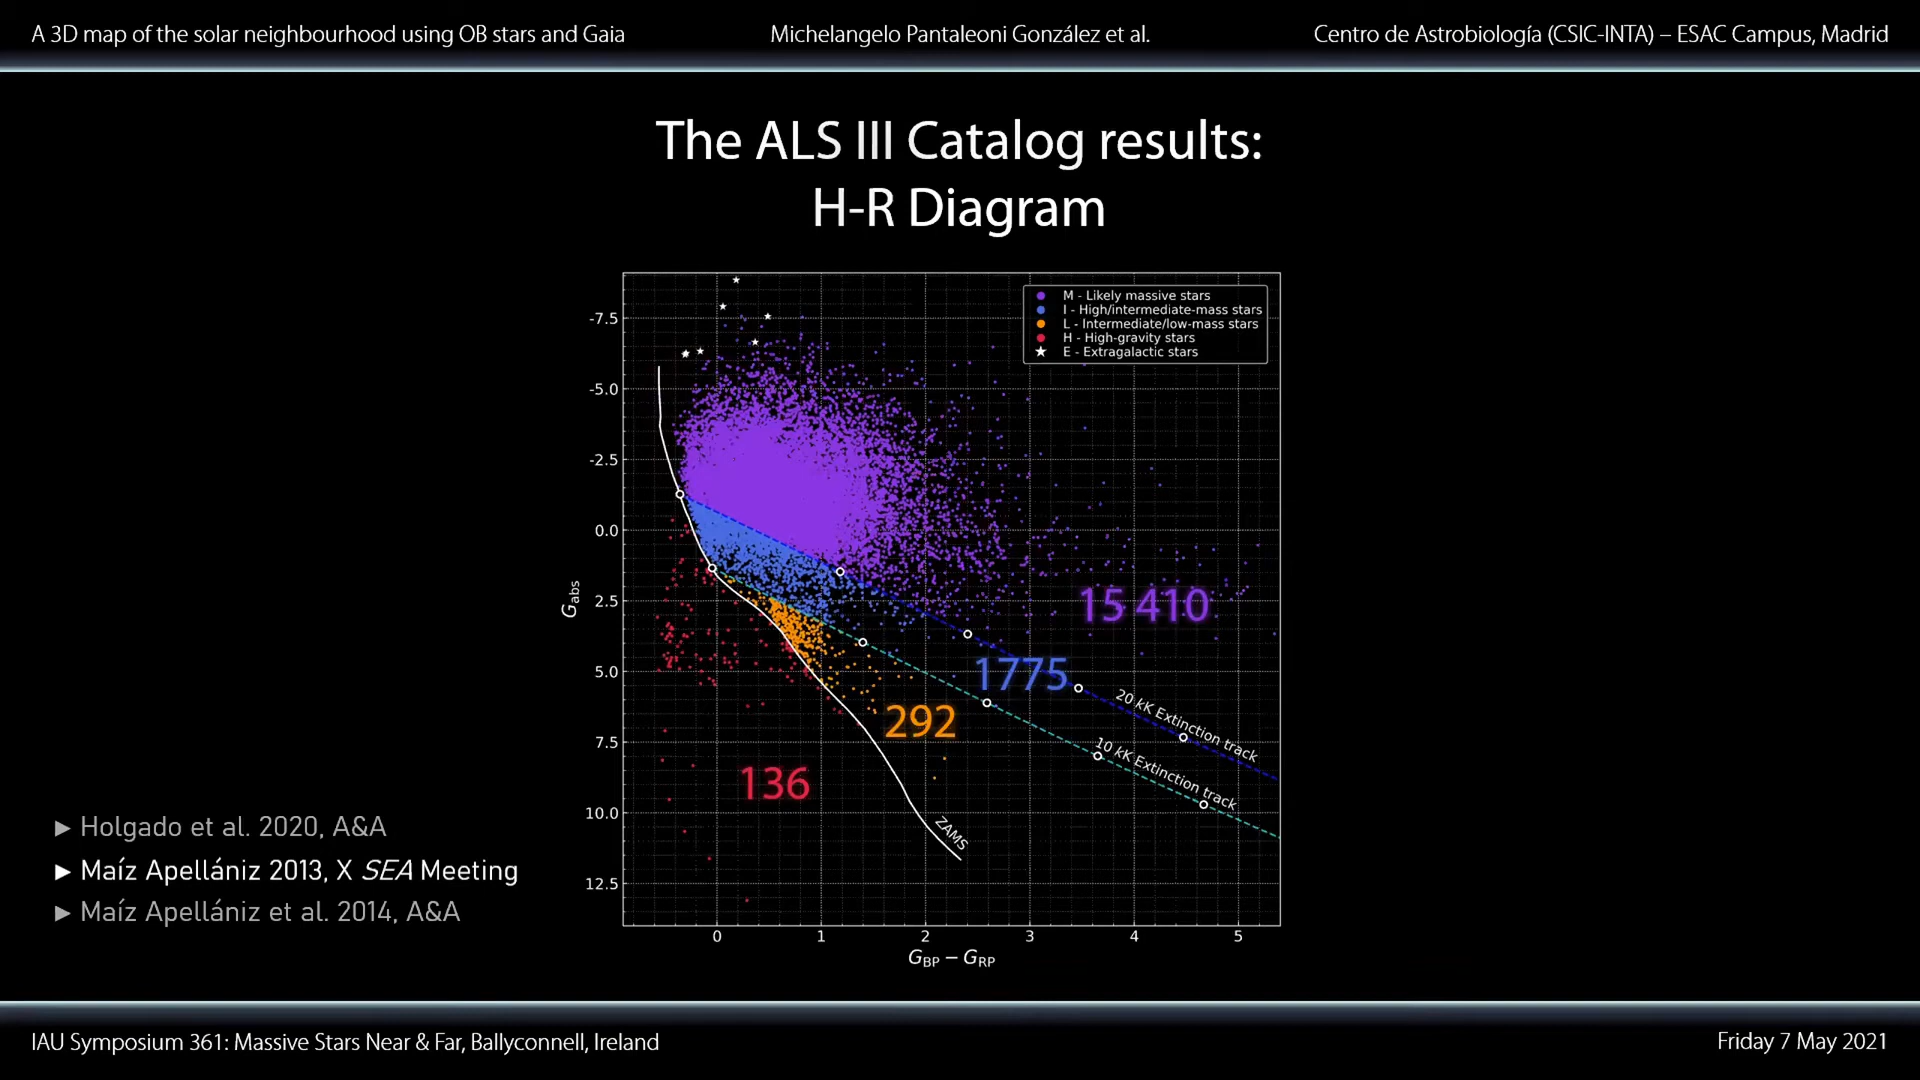 A 3D map of the solar neighbourhood using OB stars and Gaia
Michelangelo Pantaleoni González et al.
Centro de Astrobiología (CSIC-INTA) – ESAC Campus, Madrid
The ALS III Catalog results:
H-R Diagram
M - Likely massive stars
I - High/intermediate-mass stars
L - Intermediate/low-mass stars
H - High-gravity stars
E - Extragalactic stars
-7.5
-5.0
-2.5
0.0
2.5
5.0
7.5
10.0
12.5
Gabs
15 410
1775
292
136
20 kK Extinction track
10 kK Extinction track
ZAMS
0 1 2 3 4 5
GBP − GRP
► Holgado et al. 2020, A&A
► Maíz Apellániz 2013, X SEA Meeting
► Maíz Apellániz et al. 2014, A&A
IAU Symposium 361: Massive Stars Near & Far, Ballyconnell, Ireland
Friday 7 May 2021